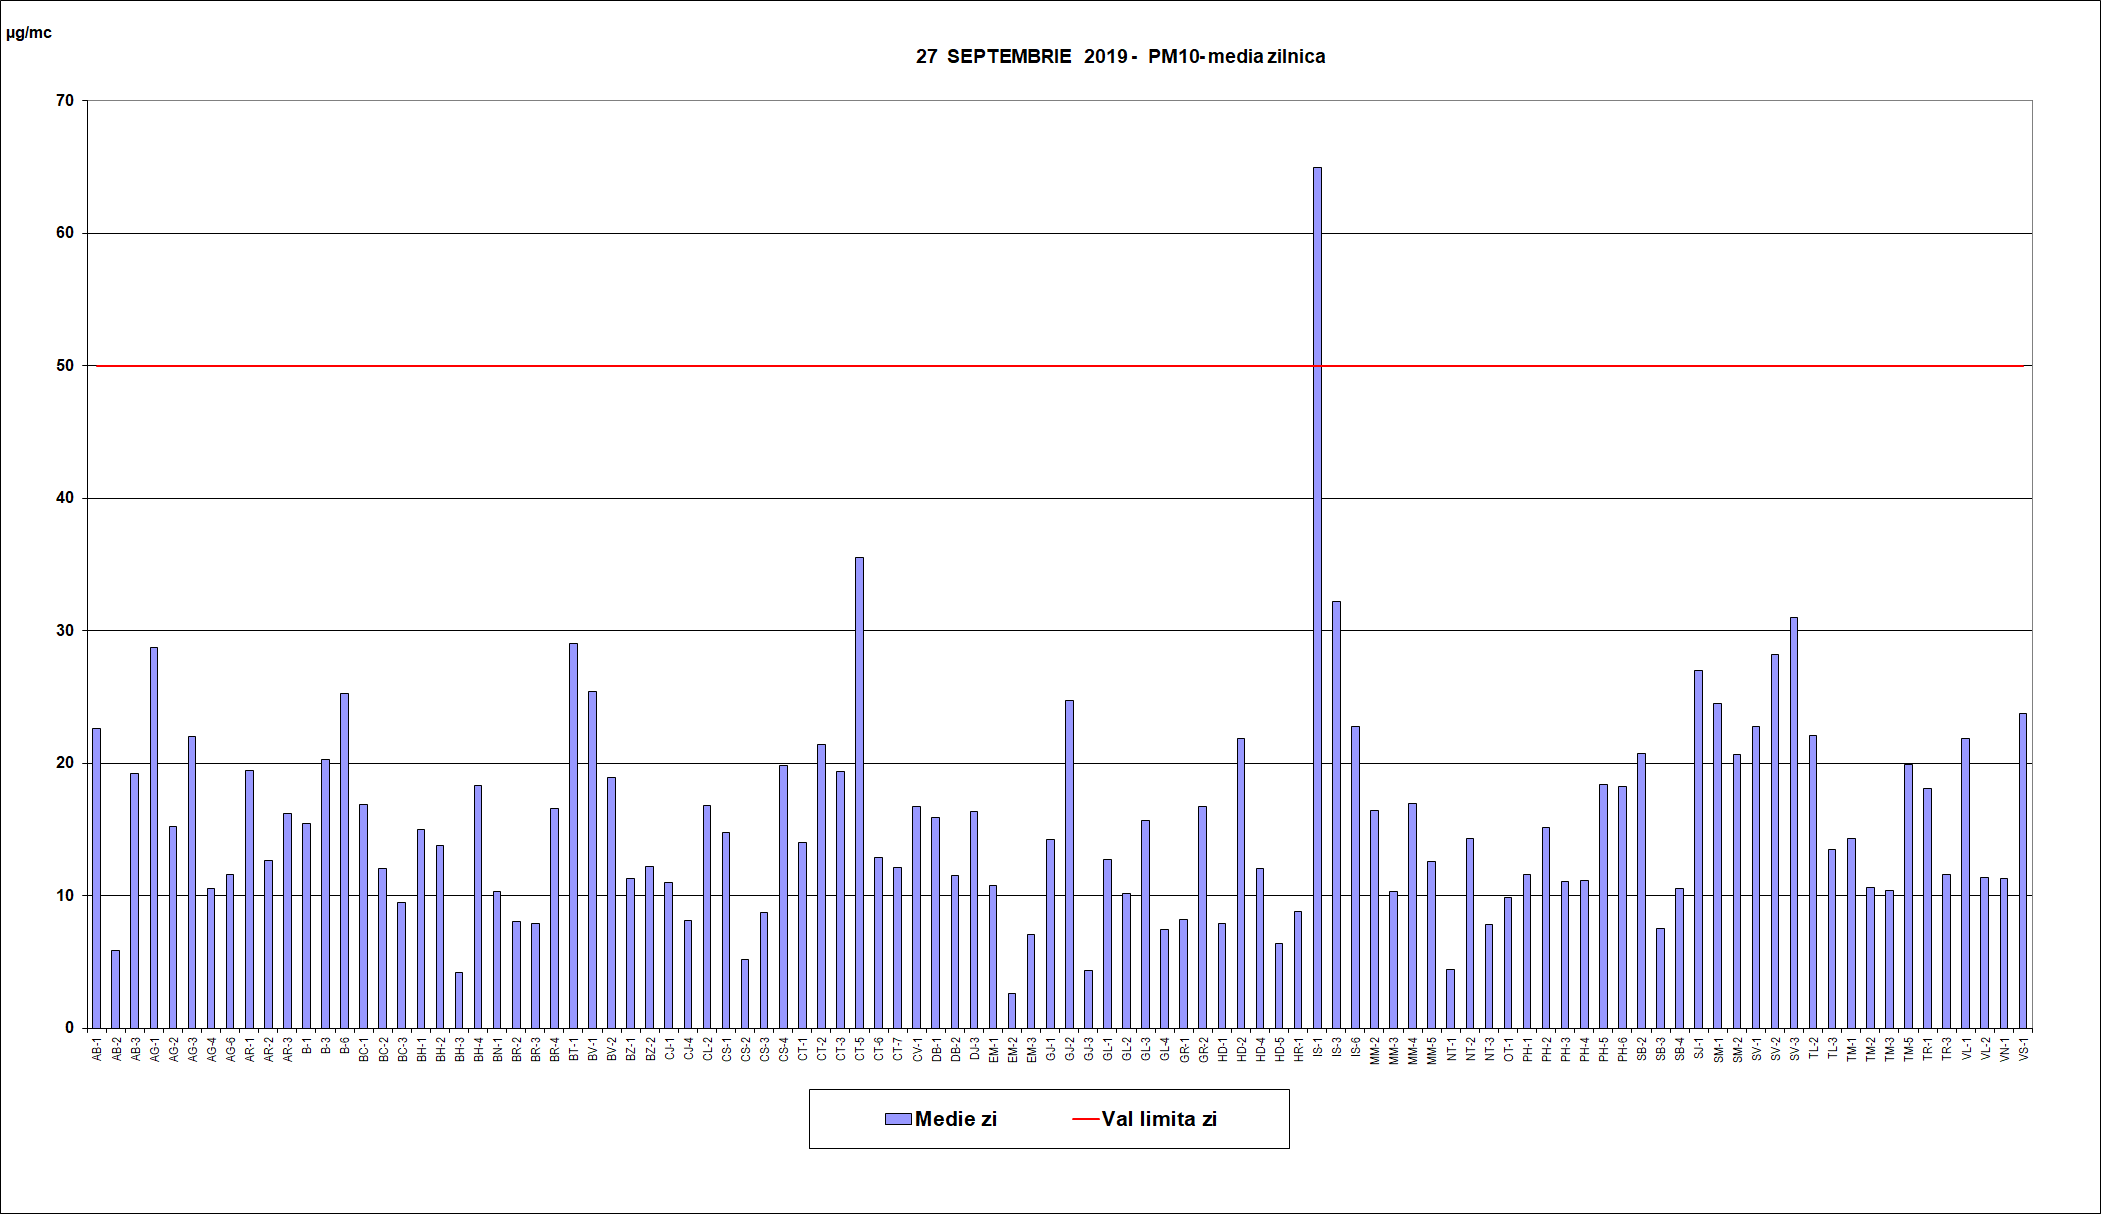 µg/mc
27 SEPTEMBRIE 2019 - PM10- media zilnica
70
60
50
40
30
20
10
0
AB-1
AB-2
AB-3
AG-1
AG-2
AG-3
AG-4
AG-6
AR-1
AR-2
AR-3
B-1
B-3
B-6
BC-1
BC-2
BC-3
BH-1
BH-2
BH-3
BH-4
BN-1
BR-2
BR-3
BR-4
BT-1
BV-1
BV-2
BZ-1
BZ-2
CJ-1
CJ-4
CL-2
CS-1
CS-2
CS-3
CS-4
CT-1
CT-2
CT-3
CT-5
CT-6
CT-7
CV-1
DB-1
DB-2
DJ-3
EM-1
EM-2
EM-3
GJ-1
GJ-2
GJ-3
GL-1
GL-2
GL-3
GL-4
GR-1
GR-2
HD-1
HD-2
HD-4
HD-5
HR-1
IS-1
IS-3
IS-6
MM-2
MM-3
MM-4
MM-5
NT-1
NT-2
NT-3
OT-1
PH-1
PH-2
PH-3
PH-4
PH-5
PH-6
SB-2
SB-3
SB-4
SJ-1
SM-1
SM-2
SV-1
SV-2
SV-3
TL-2
TL-3
TM-1
TM-2
TM-3
TM-5
TR-1
TR-3
VL-1
VL-2
VN-1
VS-1
Medie zi
Val limita zi